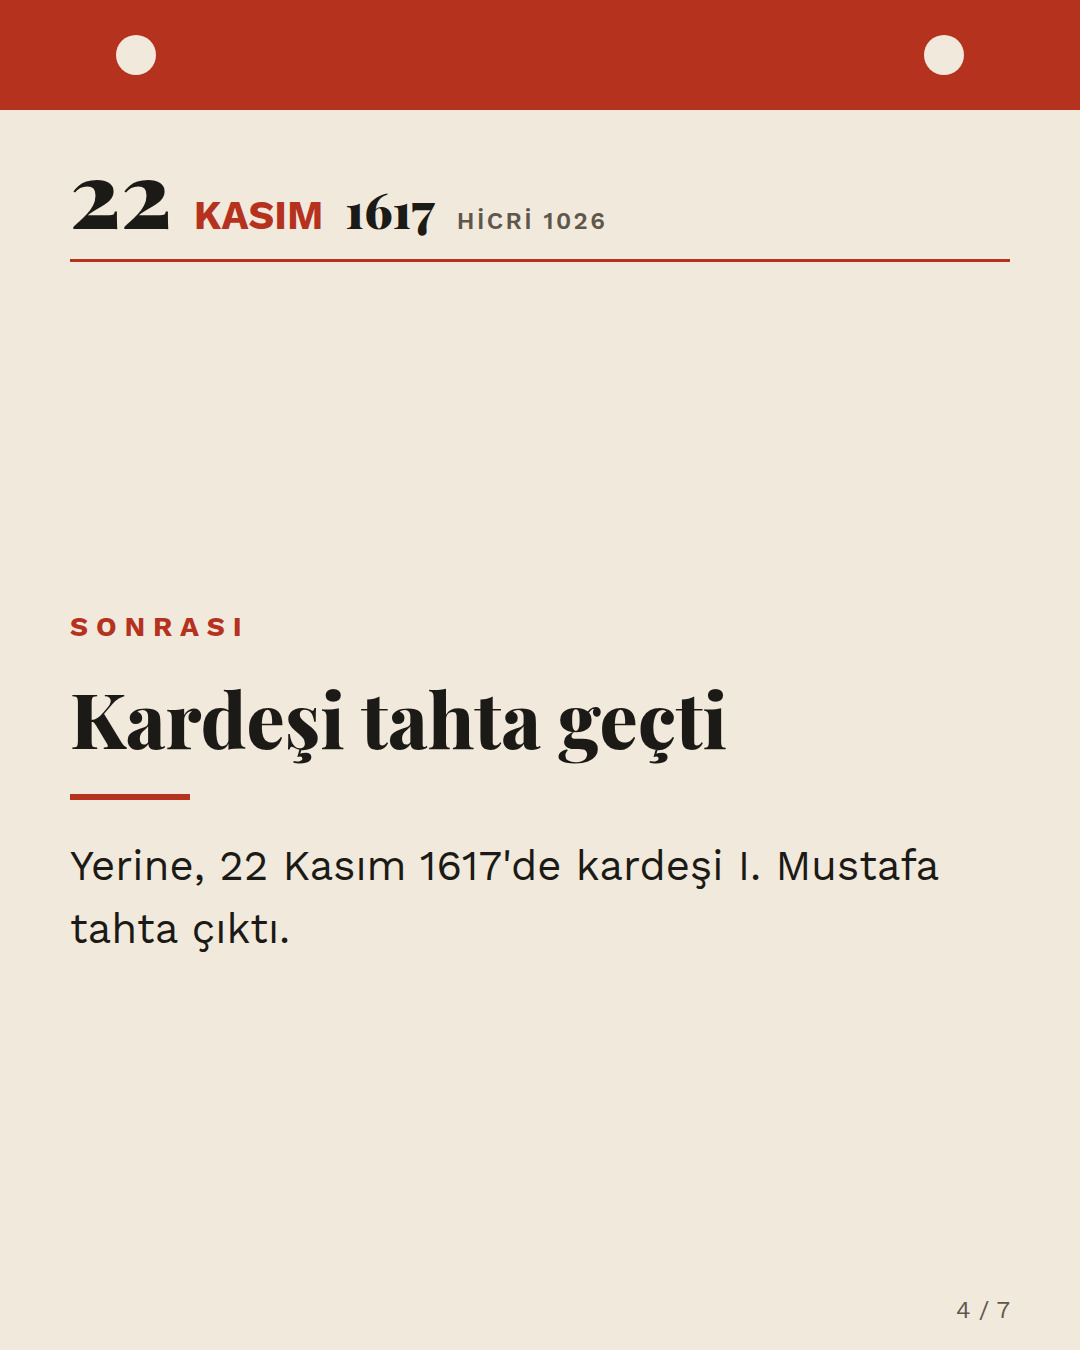 22 KASIM 1617 HİCRİ 1026
SONRASI
Kardeşi tahta geçti
Yerine, 22 Kasım 1617'de kardeşi I. Mustafa
tahta çıktı.
4 / 7